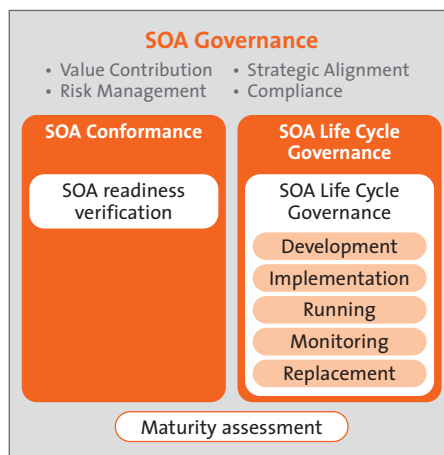 SOA Governance
• Value Contribution • Strategic Alignment
• Risk Management • Compliance
SOA Conformance
SOA readiness
verification
SOA Life Cycle
Governance
SOA Life Cycle
Governance
Development
Implementation
Running
Monitoring
Replacement
Maturity assessment